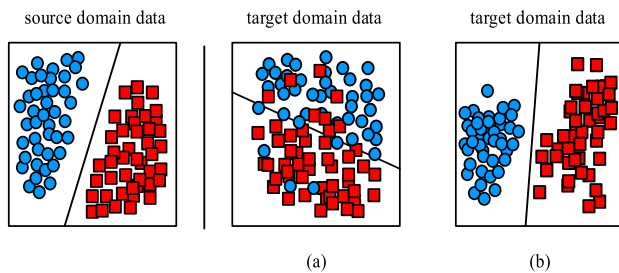 source domain data
target domain data
target domain data
(a)
(b)